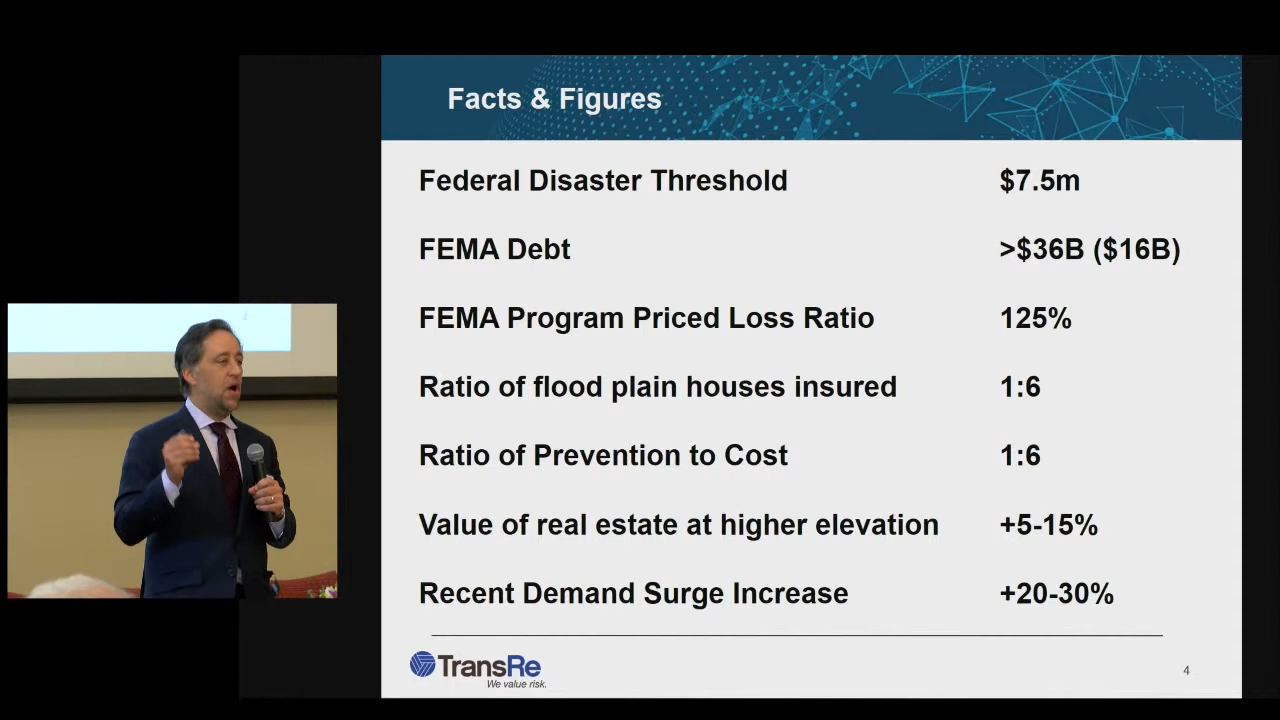 Facts & Figures
Federal Disaster Threshold $7.5m
FEMA Debt >$36B ($16B)
FEMA Program Priced Loss Ratio 125%
Ratio of flood plain houses insured 1:6
Ratio of Prevention to Cost 1:6
Value of real estate at higher elevation +5-15%
Recent Demand Surge Increase +20-30%
TransRe
We value risk.
4